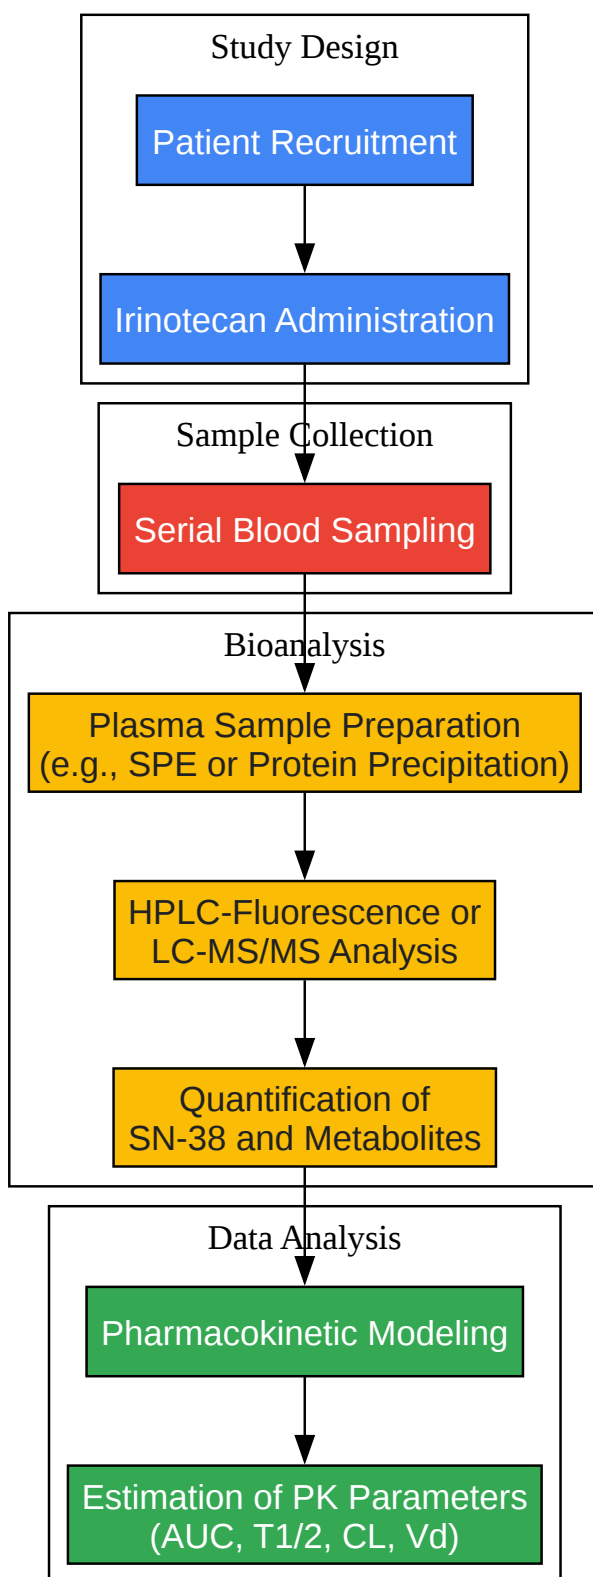 Study Design
Patient Recruitment
Irinotecan Administration
Sample Collection
Serial Blood Sampling
Bioanalysis
Plasma Sample Preparation
(e.g., SPE or Protein Precipitation)
HPLC-Fluorescence or
LC-MS/MS Analysis
Quantification of
SN-38 and Metabolites
Data Analysis
Pharmacokinetic Modeling
Estimation of PK Parameters
(AUC, T1/2, CL, Vd)